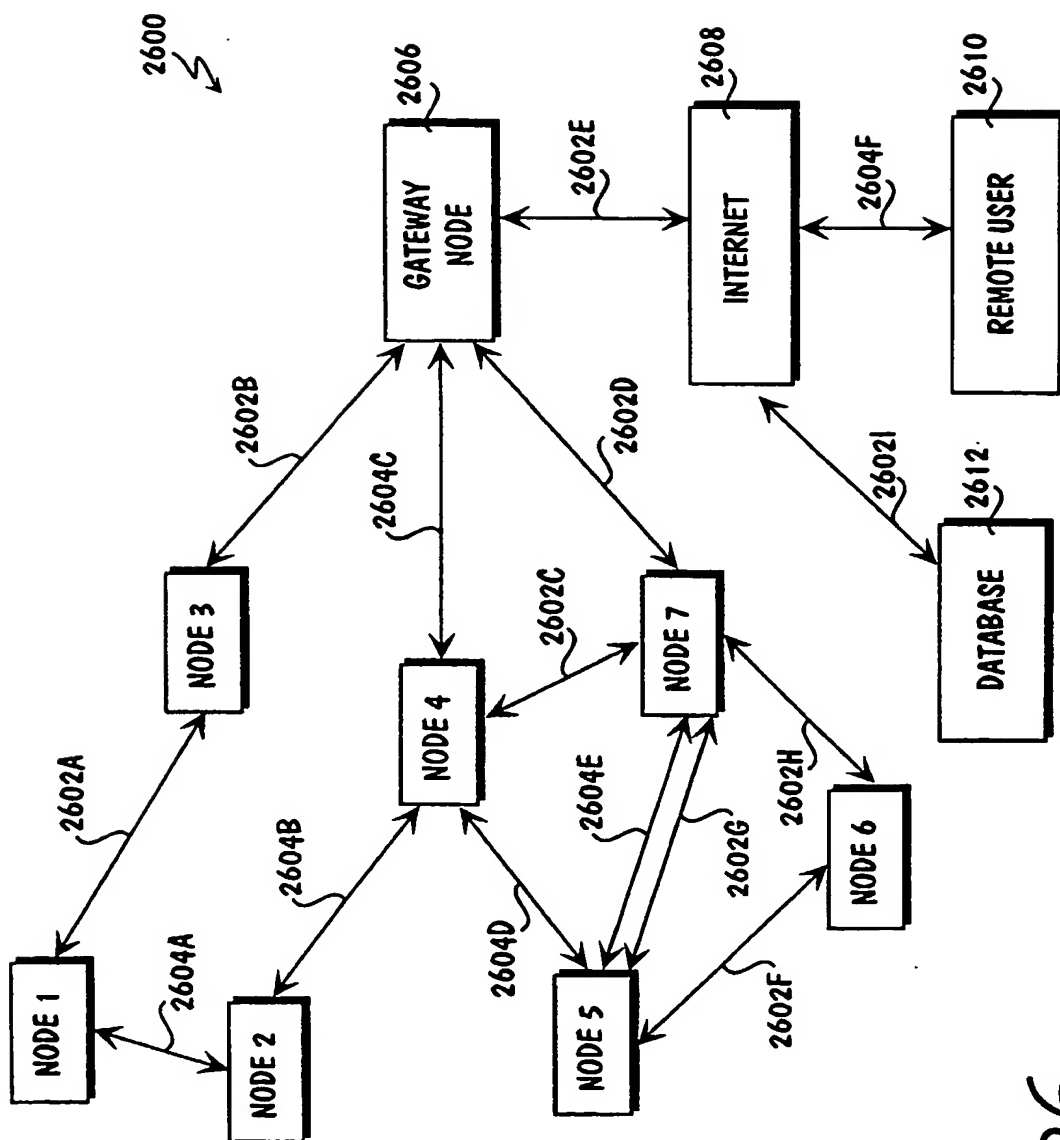 NODE 1
2602A
2600
2604A
NODE 3
2602B
NODE 2
2604B
2604C
2606
GATEWAY
NODE
NODE 4
2604D
2602C
2602E
NODE 5
2604E
2602D
NODE 7
2608
2602G
INTERNET
2602F
2602H
2604F
NODE 6
2602I
2612
2610
DATABASE
REMOTE USER